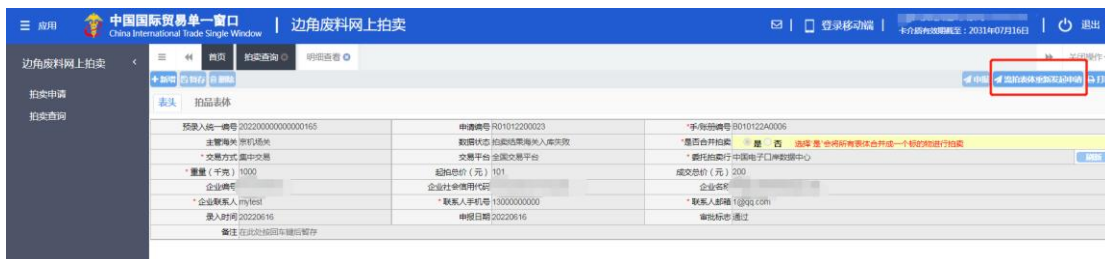 应用 中国国际贸易单一窗口 China International Trade Single Window 边角废料网上拍卖 登录移动端 卡介质有效期截至：2031年07月16日 退出
边角废料网上拍卖 首页 拍卖查询 明细查看 关闭操作
新增 暂存 删除 申报 流拍表体重新发起申请
拍卖申请
表头 拍品表体
拍卖查询
预录入统一编号 202200000000000165 申请编号 R01012200023 *手/账册编号 B010122A0006
主管海关 京机场关 数据状态 拍卖结果海关入库失败 *是否合并拍卖 是 否 选择"是"会将所有表体合并成一个标的物进行拍卖
*交易方式 集中交易 交易平台 全国交易平台 *委托拍卖行 中国电子口岸数据中心
*重量（千克） 1000 起拍总价（元） 101 成交总价（元） 200
企业编号 企业社会信用代码 企业名称
*企业联系人 mytest *联系人手机号 13000000000 *联系人邮箱 1@qq.com
录入时间 20220616 申报日期 20220616 审批标志 通过
备注 在此处按回车键后暂存